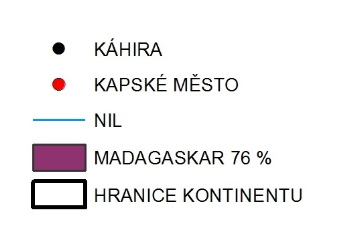 KÁHIRA
KAPSKÉ MĚSTO
NIL
MADAGASKAR 76 %
HRANICE KONTINENTU